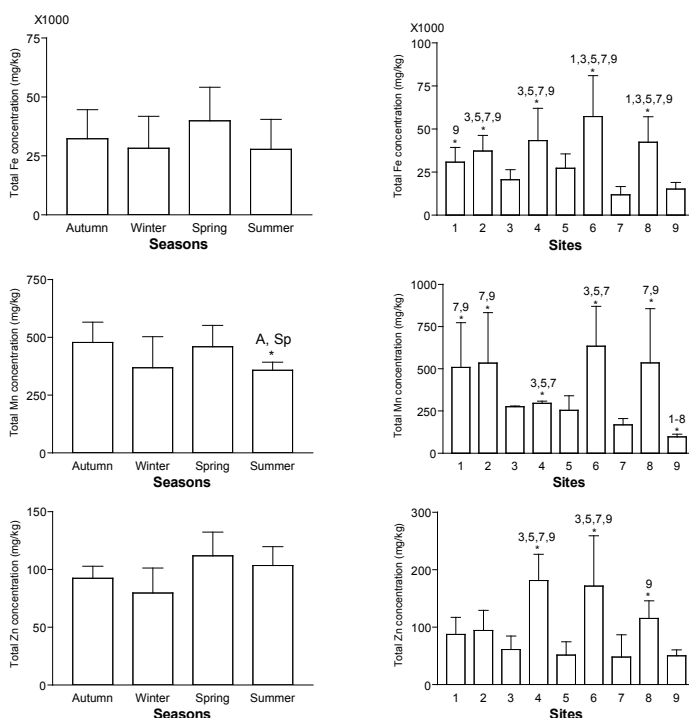 X1000
Total Fe concentration (mg/kg)
75
50
25
0
Autumn Winter Spring Summer
Seasons
X1000
Total Fe concentration (mg/kg)
100
75
50
25
0
9
*
3,5,7,9
*
3,5,7,9
*
1,3,5,7,9
*
1,3,5,7,9
*
1 2 3 4 5 6 7 8 9
Sites
Total Mn concentration (mg/kg)
750
500
250
0
A, Sp
*
Autumn Winter Spring Summer
Seasons
Total Mn concentration (mg/kg)
1000
750
500
250
0
7,9
*
7,9
*
3,5,7
*
3,5,7
*
7,9
*
1-8
*
1 2 3 4 5 6 7 8 9
Sites
Total Zn concentration (mg/kg)
150
100
50
0
Autumn Winter Spring Summer
Seasons
Total Zn concentration (mg/kg)
300
200
100
0
3,5,7,9
*
3,5,7,9
*
9
*
1 2 3 4 5 6 7 8 9
Sites